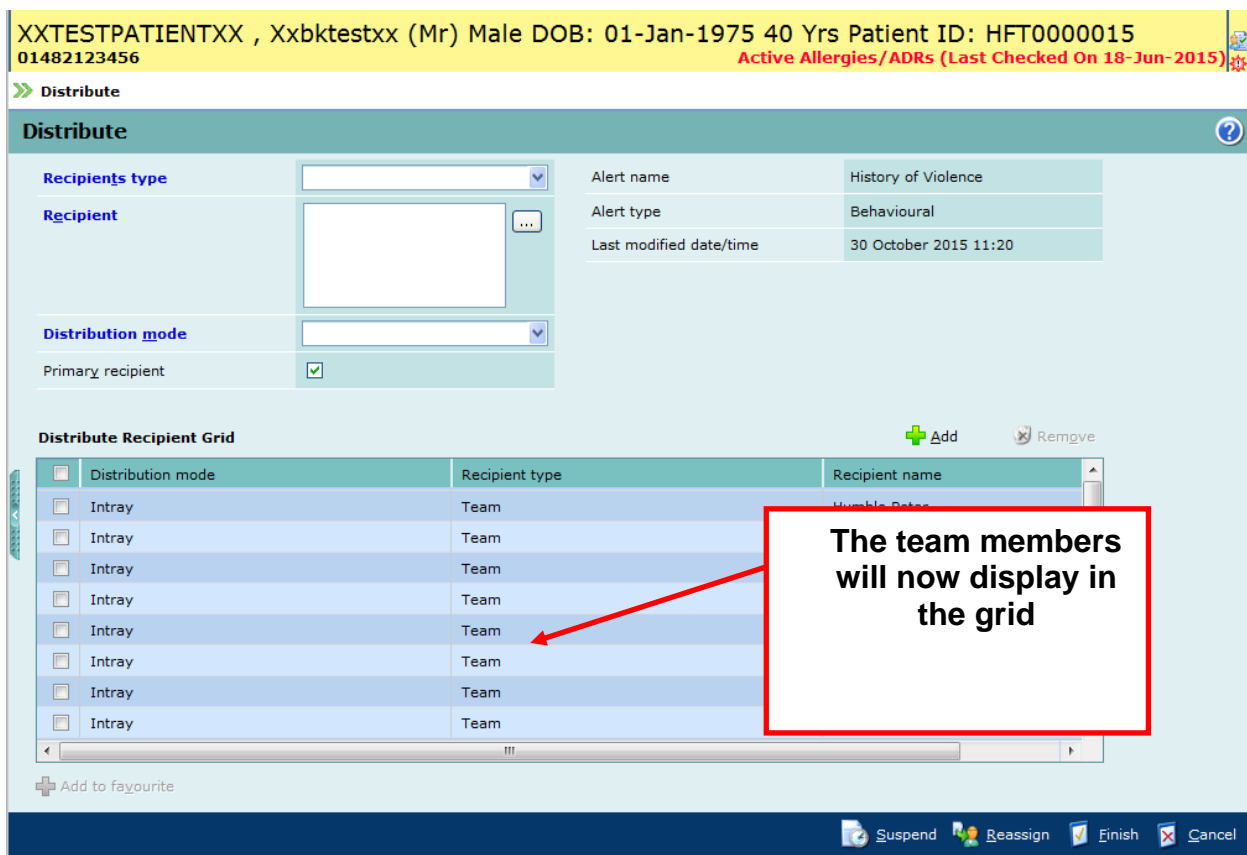 XXTESTPATIENTXX , Xxbktestxx (Mr) Male DOB: 01-Jan-1975 40 Yrs Patient ID: HFT0000015
01482123456 Active Allergies/ADRs (Last Checked On 18-Jun-2015)
Distribute
Distribute
Recipients type Alert name History of Violence
Recipient ... Alert type Behavioural
Last modified date/time 30 October 2015 11:20
Distribution mode
Primary recipient
Distribute Recipient Grid Add Remove
Distribution mode Recipient type Recipient name
Intray Team
Intray Team
Intray Team
Intray Team
Intray Team
Intray Team
Intray Team
Intray Team
The team members
will now display in
the grid
Add to favourite
Suspend Reassign Finish Cancel